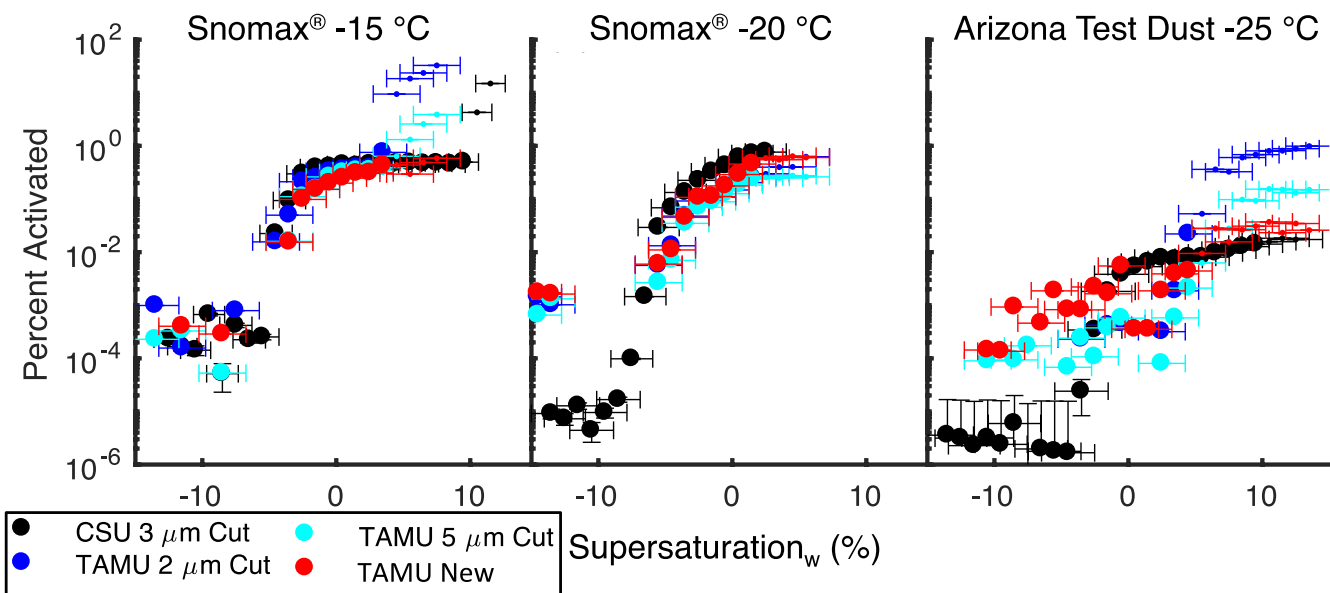 Snomax® -15 °C
Snomax® -20 °C
Arizona Test Dust -25 °C
Percent Activated
10²
10⁰
10⁻²
10⁻⁴
10⁻⁶
-10 0 10
-10 0 10
-10 0 10
Supersaturation_w (%)
CSU 3 μm Cut
TAMU 5 μm Cut
TAMU 2 μm Cut
TAMU New